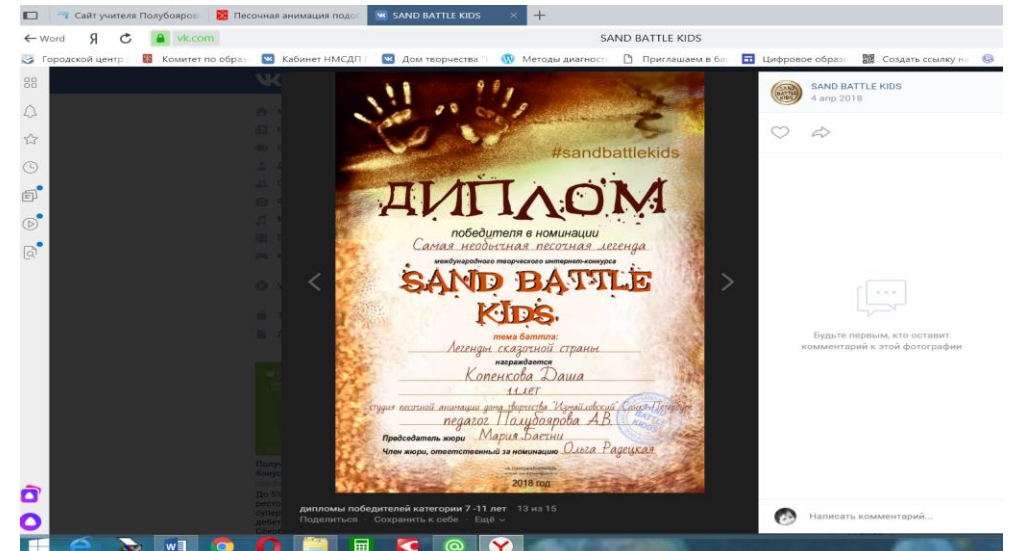 Сайт учителя Полубояров
Песочная анимация подо
SAND BATTLE KIDS
Word
vk.com
SAND BATTLE KIDS
Городской центр
Комитет по образ
Кабинет НМСДП
Дом творчества
Методы диагност
Приглашаем в ба
Цифровое образ
Создать ссылку на
#sandbattlekids
ДИПЛОМ
победителя в номинации
Самая необычная песочная легенда
международного творческого интернет-конкурса
SAND BATTLE
KIDS.
тема баттла:
Легенды сказочной страны
награждается
Копенкова Даша
11 лет
студия песочной анимации дома творчества "Измайловский" Санкт-Петербург
педагог Полубоярова А.В.
Председатель жюри Мария Баечни
Член жюри, ответственный за номинацию Ольга Радецкая
2018 год
дипломы победителей категории 7 -11 лет 13 из 15
Поделиться Сохранить к себе Ещё
SAND BATTLE KIDS
4 апр 2018
Будьте первым, кто оставит
комментарий к этой фотографии
Написать комментарий...